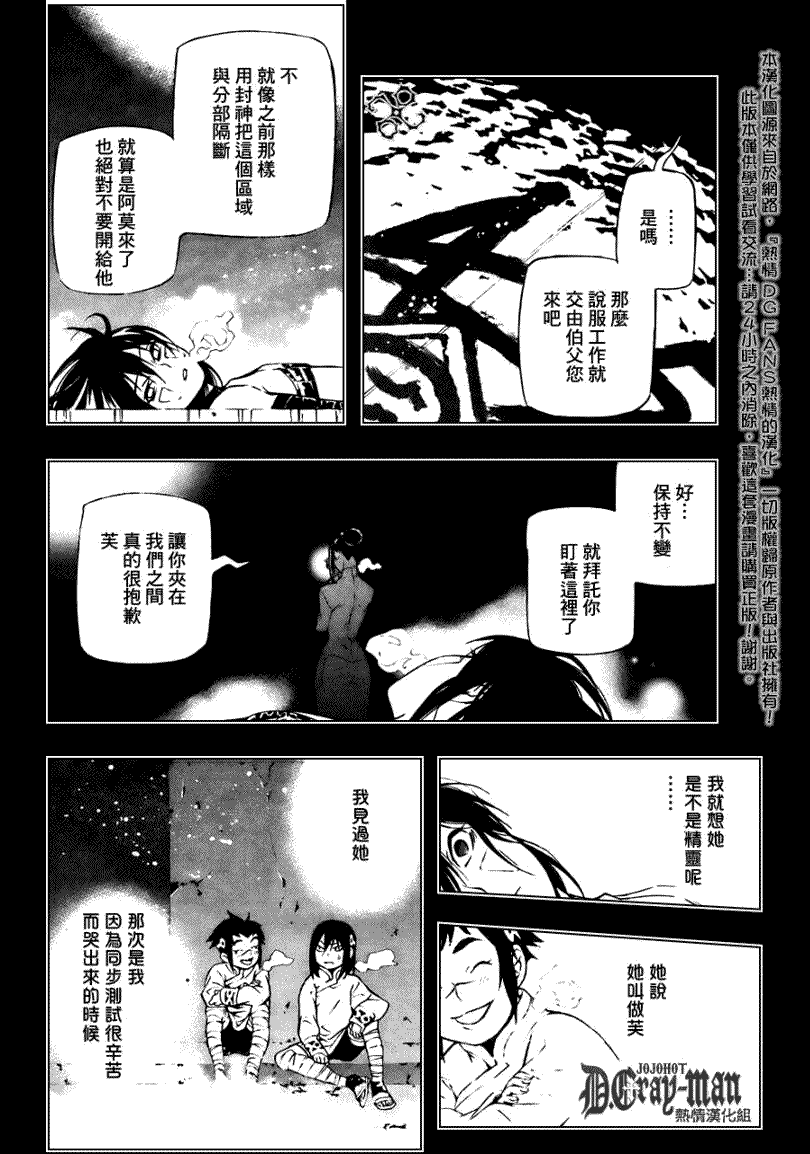 ……
是嗎
那麼
說服工作就
交由伯父您
來吧
不
就像之前那樣
用封神把這個區域
與分部隔斷
就算是阿莫來了
也絕對不要開給他
好…
保持不變
就拜託你
盯著這裡了
讓你夾在
我們之間
真的很抱歉
芙
我就想她
是不是精靈呢
……
她說
她叫做芙
我見過她
那次是我
因為同步測試很辛苦
而哭出來的時候
JOJOHOT
D.Gray-man
熱情漢化組
本漢化圖源來自於網路，『熱情DG FANS熱情的漢化』一切版權歸原作者與出版社擁有！
此版本僅供學習試看交流…請24小時之內消除，喜歡這套漫畫請購買正版！謝謝。